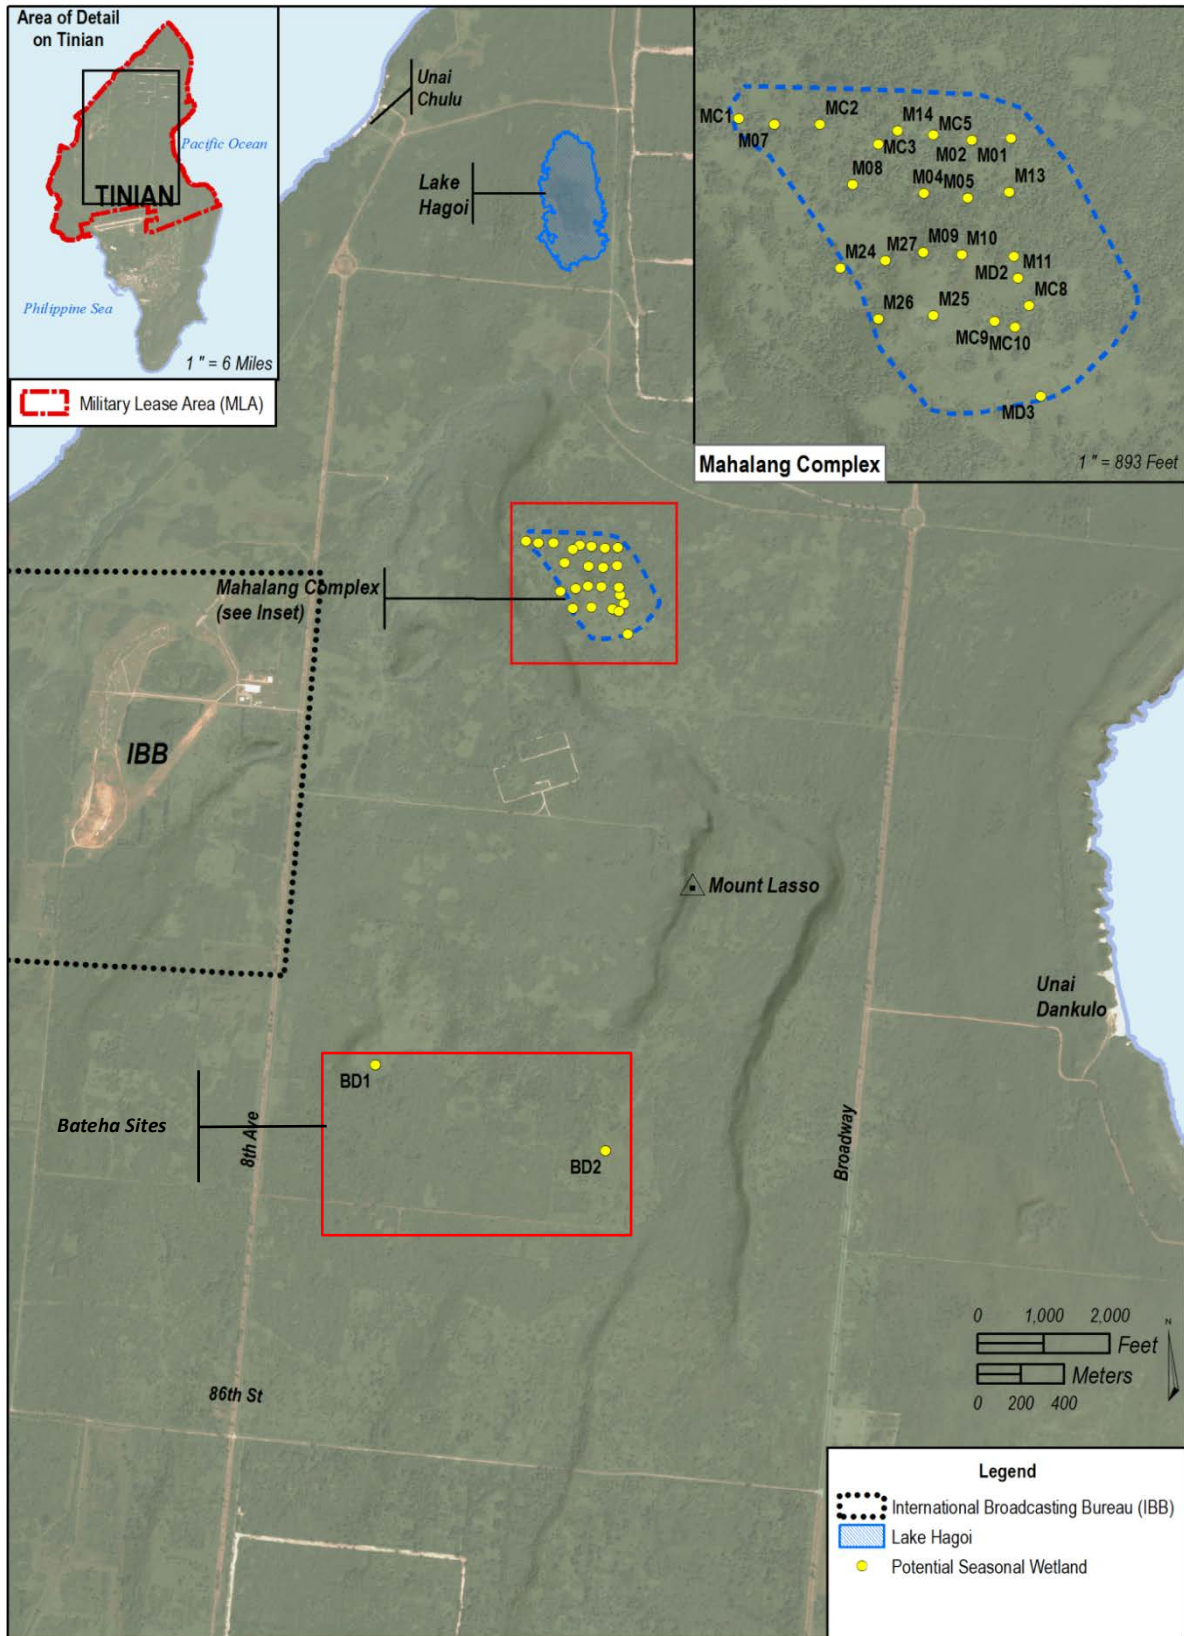 Area of Detail
on Tinian
Pacific Ocean
TINIAN
Philippine Sea
1 " = 6 Miles
Military Lease Area (MLA)
Unai
Chulu
Lake
Hagoi
MC1
M07
MC2
M14
MC3
MC5
M02
M01
M08
M04
M05
M13
M24
M27
M09
M10
M11
MD2
MC8
M26
M25
MC9
MC10
MD3
Mahalang Complex
1 " = 893 Feet
Mahalang Complex
(see Inset)
IBB
Mount Lasso
Unai
Dankulo
BD1
Bateha Sites
8th Ave
BD2
Broadway
0 1,000 2,000
Feet
Meters
0 200 400
N
86th St
Legend
International Broadcasting Bureau (IBB)
Lake Hagoi
Potential Seasonal Wetland